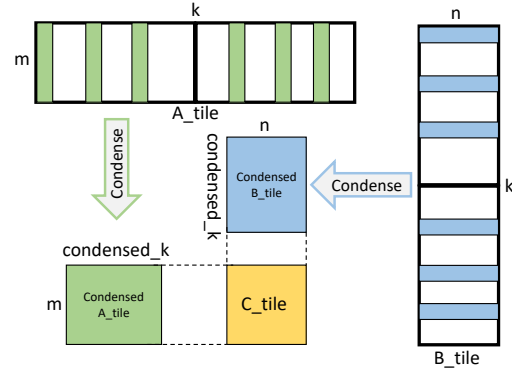 k
n
m
A_tile
n
k
Condense
condensed_k
Condensed
B_tile
Condense
condensed_k
m
Condensed
A_tile
C_tile
B_tile